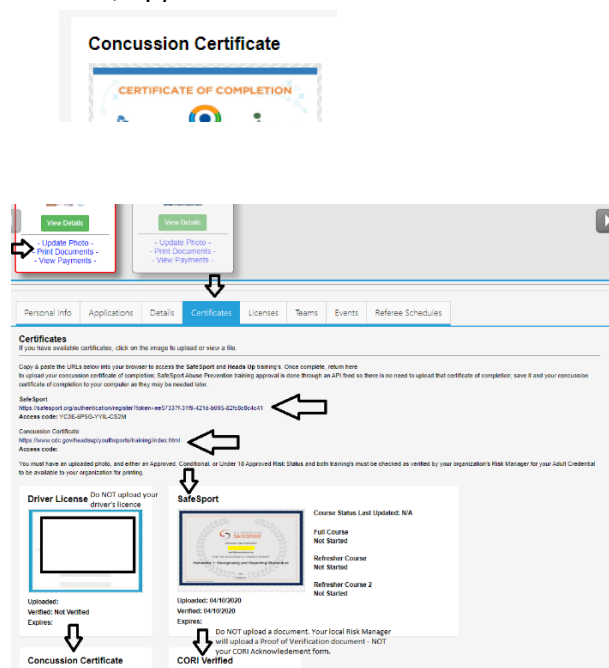 Concussion Certificate
CERTIFICATE OF COMPLETION
View Details
- Update Photo -
- Print Documents -
- View Payments -
View Details
- Update Photo -
- Print Documents -
- View Payments -
Personal Info Applications Details Certificates Licenses Teams Events Referee Schedules
Certificates
If you have available certificates, click on the image to upload or view a file.
Copy & paste the URLs below into your browser to access the SafeSport and Heads Up training's. Once complete, return here
to upload your concussion certificate of completion; SafeSport Abuse Prevention training approval is done through an API feed so there is no need to upload that certificate of completion; save it and your concussion
certificate of completion to your computer as they may be needed later.
SafeSport
Access code: YC3E-6P5G-YYIL-CS2M
Concussion Certificate
https://www.cdc.gov/headsup/youthsports/training/index.html
Access code:
You must have an uploaded photo, and either an Approved, Conditional, or Under 18 Approved Risk Status and both training's must be checked as verified by your organization's Risk Manager for your Adult Credential
to be available to your organization for printing.
Driver License
Do NOT upload your
driver's licence
Uploaded:
Verified: Not Verified
Expires:
SafeSport
SAFESPORT
Refresher 1: Recognizing and Reporting Misconduct
Uploaded: 04/10/2020
Verified: 04/10/2020
Expires:
Course Status Last Updated: N/A
Full Course
Not Started
Refresher Course
Not Started
Refresher Course 2
Not Started
Do NOT upload a document. Your local Risk Manager
will upload a Proof of Verification document - NOT
your CORI Acknowledement form.
Concussion Certificate
CORI Verified